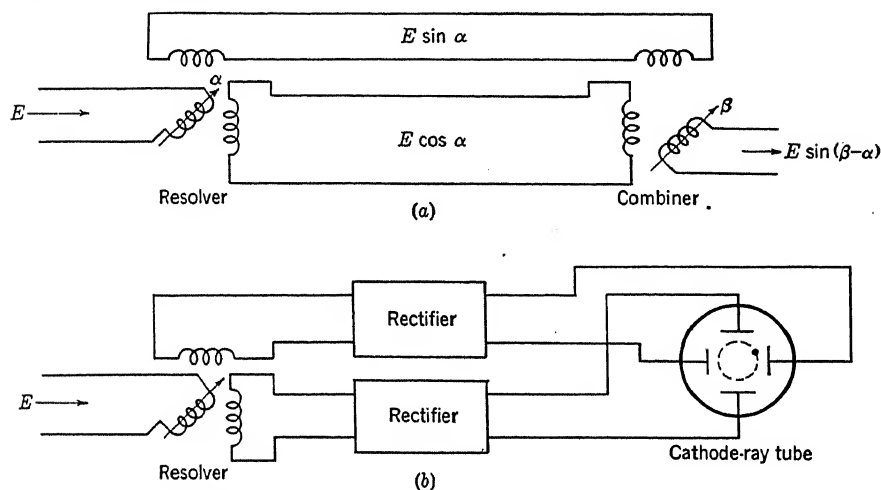 E sin α
α
E
β
E cos α
E sin (β-α)
Resolver
Combiner
(a)
Rectifier
E
Rectifier
Resolver
Cathode-ray tube
(b)